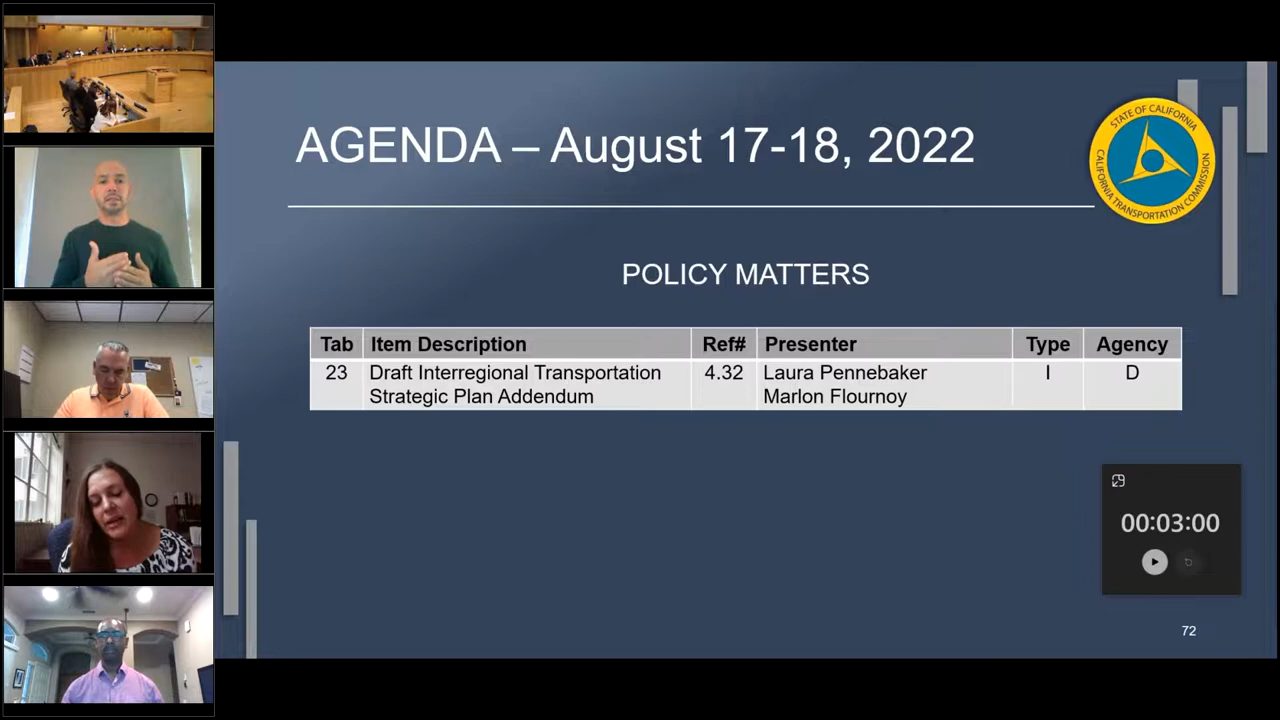 AGENDA – August 17-18, 2022
STATE OF CALIFORNIA
CALIFORNIA TRANSPORTATION COMMISSION
POLICY MATTERS
Tab Item Description Ref# Presenter Type Agency
23 Draft Interregional Transportation 4.32 Laura Pennebaker I D
Strategic Plan Addendum Marlon Flournoy
00:03:00
72